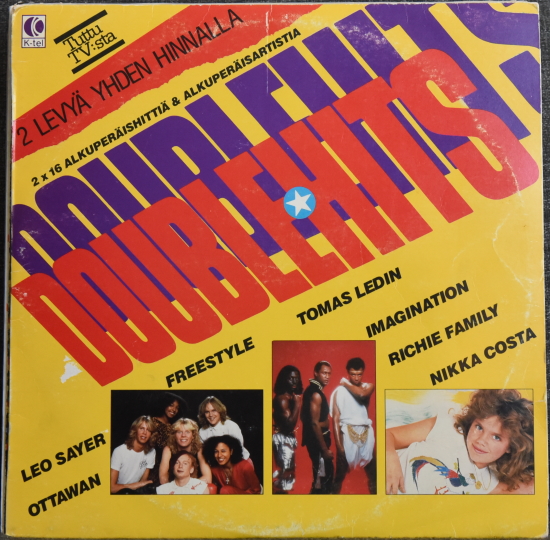 K
K-tel
Tuttu
TV:stä
2 LEVYÄ YHDEN HINNALLA
2 x 16 ALKUPERÄISHITTIÄ & ALKUPERÄISARTISTIA
DOUBLEHITS!
DOUBLEHITS!
TOMAS LEDIN
FREESTYLE
IMAGINATION
RICHIE FAMILY
NIKKA COSTA
LEO SAYER
OTTAWAN